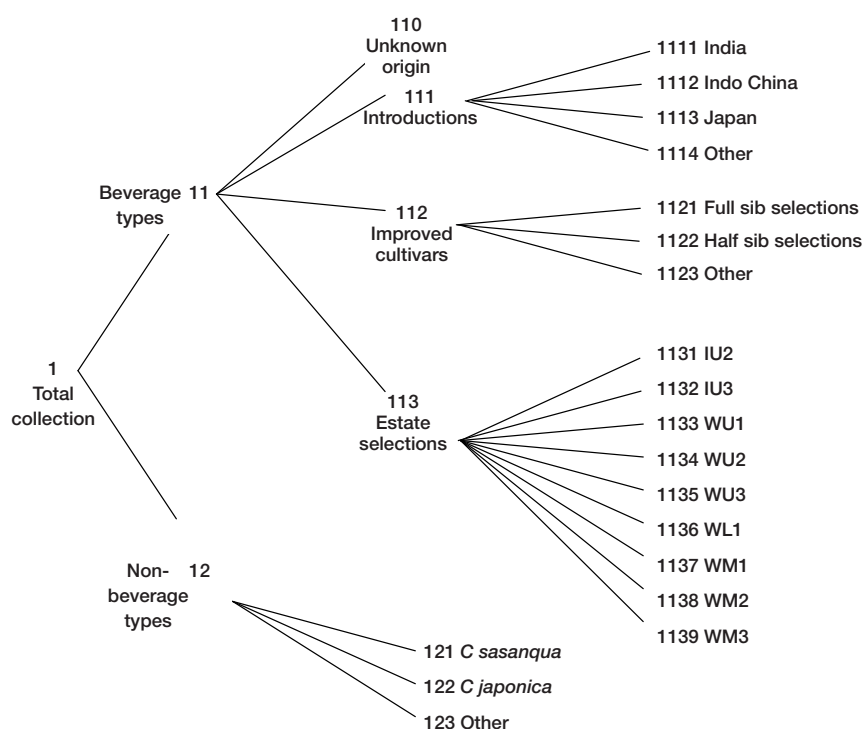 110
Unknown
origin
111
Introductions
1111 India
1112 Indo China
1113 Japan
1114 Other
Beverage 11
types
112
Improved
cultivars
1121 Full sib selections
1122 Half sib selections
1123 Other
1
Total
collection
113
Estate
selections
1131 IU2
1132 IU3
1133 WU1
1134 WU2
1135 WU3
1136 WL1
1137 WM1
1138 WM2
1139 WM3
Non- 12
beverage
types
121 C sasanqua
122 C japonica
123 Other